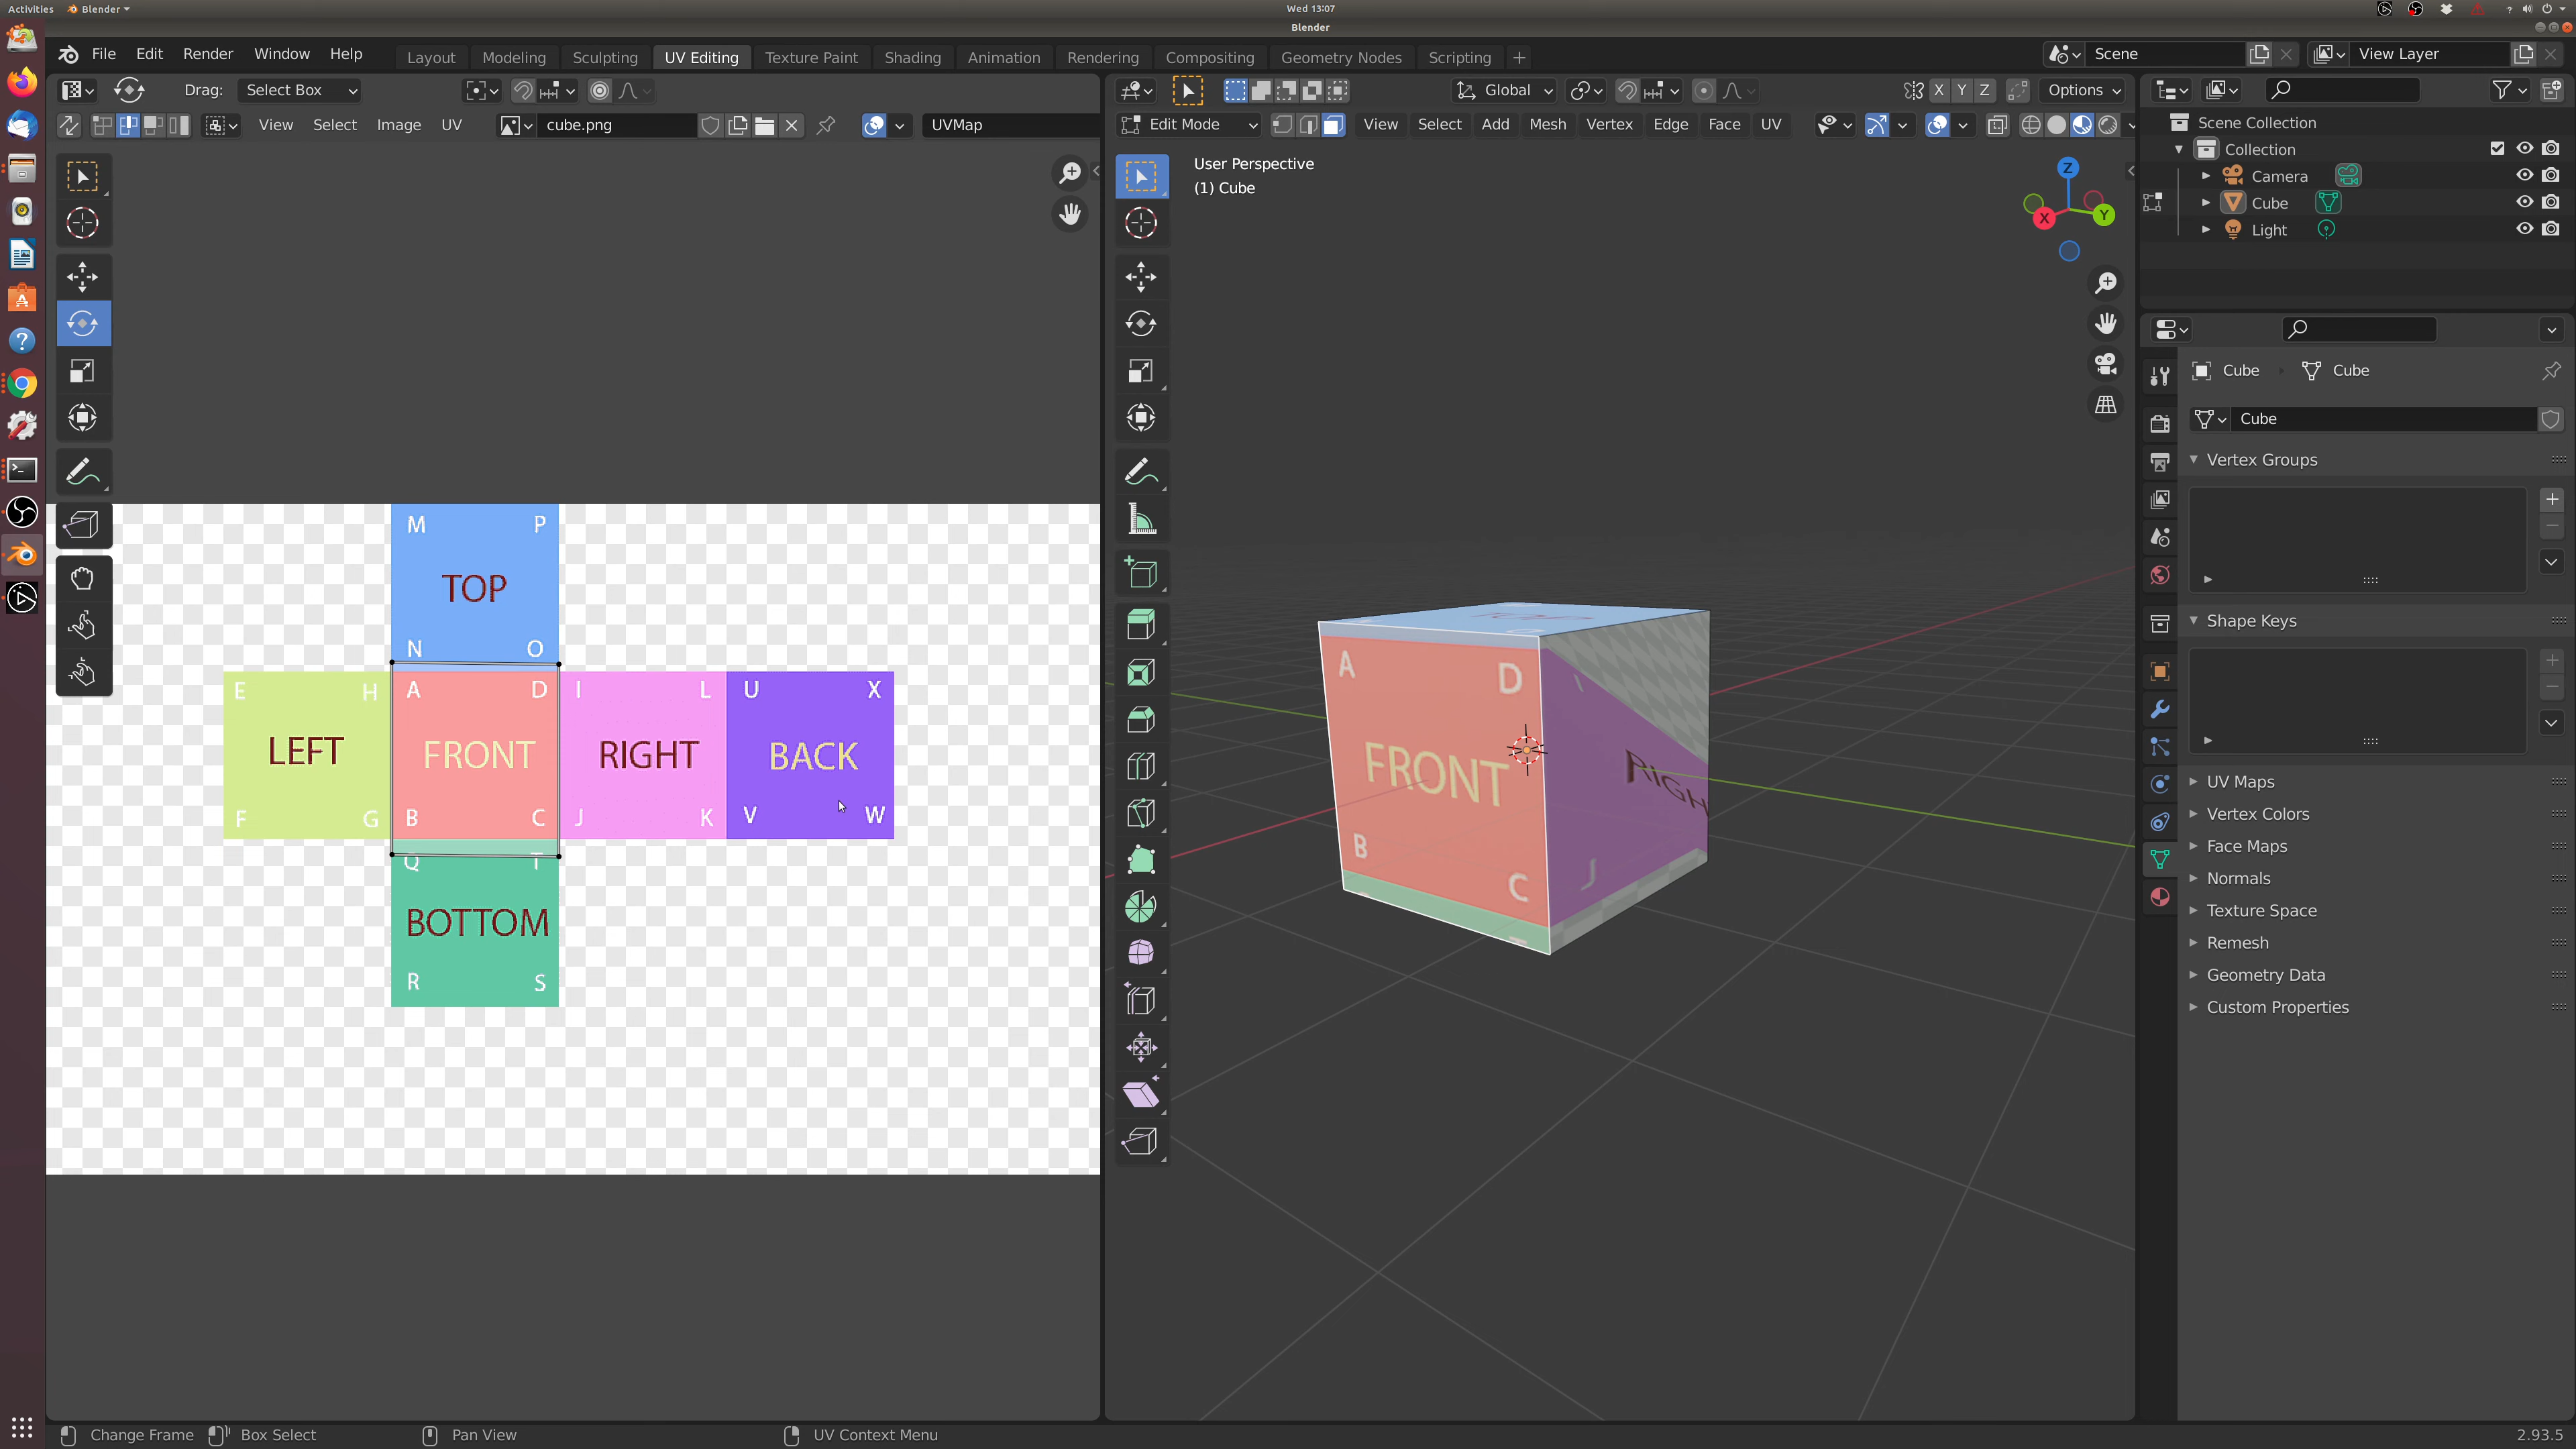 Activities Blender Wed 13:07
Blender
File Edit Render Window Help Layout Modeling Sculpting UV Editing Texture Paint Shading Animation Rendering Compositing Geometry Nodes Scripting + Scene View Layer
Drag: Select Box Global X Y Z Options
View Select Image UV cube.png UVMap Edit Mode View Select Add Mesh Vertex Edge Face UV
Scene Collection
Collection
Camera
Cube
Light
User Perspective
(1) Cube
Z
X Y
Cube Cube
Cube
Vertex Groups
Shape Keys
UV Maps
Vertex Colors
Face Maps
Normals
Texture Space
Remesh
Geometry Data
Custom Properties
M P
TOP
N O
E H A D I L U X
LEFT FRONT RIGHT BACK
F G B C J K V W
Q T
BOTTOM
R S
A D
FRONT
RIGH
B C J
Change Frame Box Select Pan View UV Context Menu 2.93.5